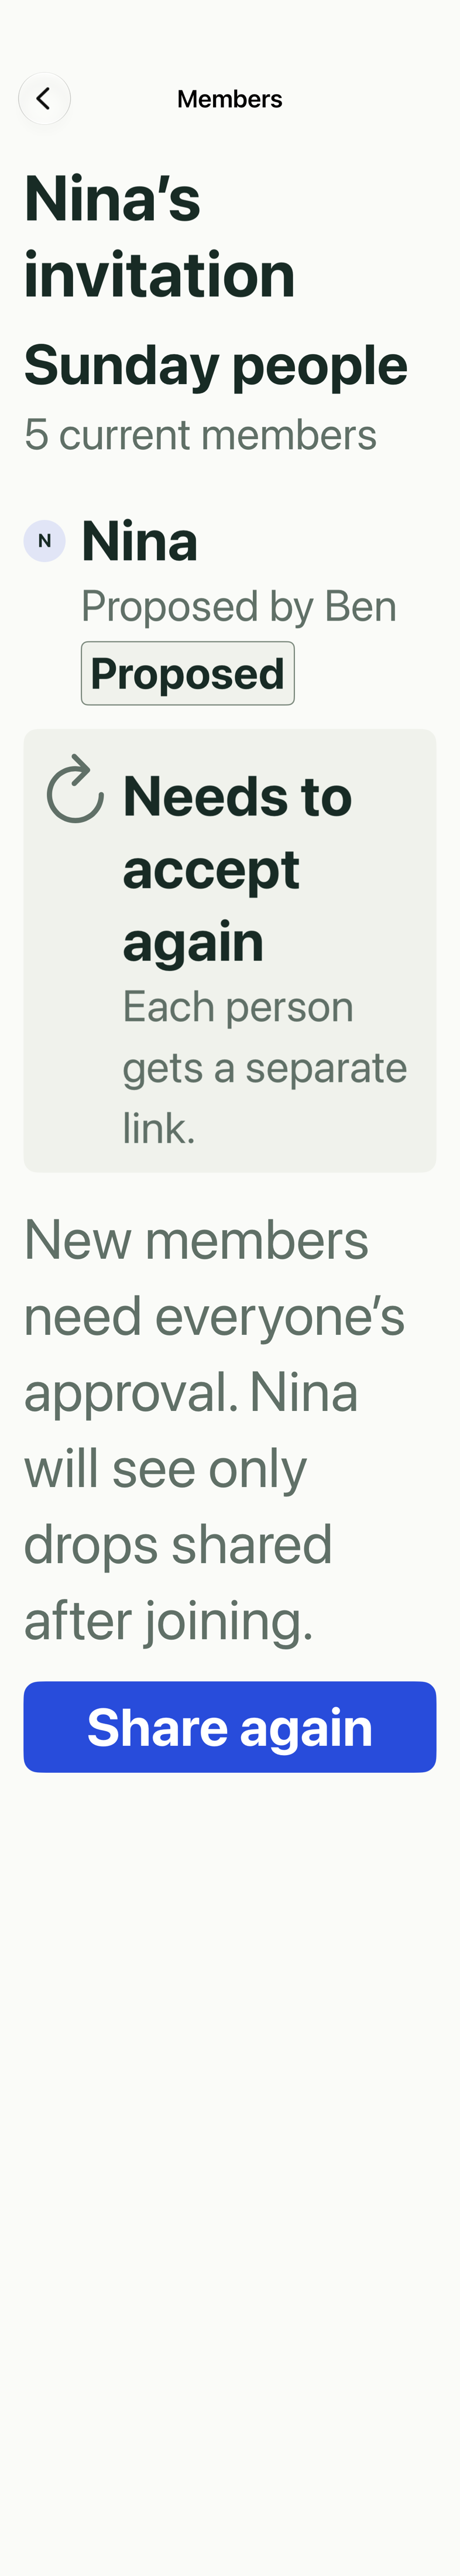 Members
Nina’s
invitation
Sunday people
5 current members
N
Nina
Proposed by Ben
Proposed
Needs to
accept
again
Each person
gets a separate
link.
New members
need everyone’s
approval. Nina
will see only
drops shared
after joining.
Share again